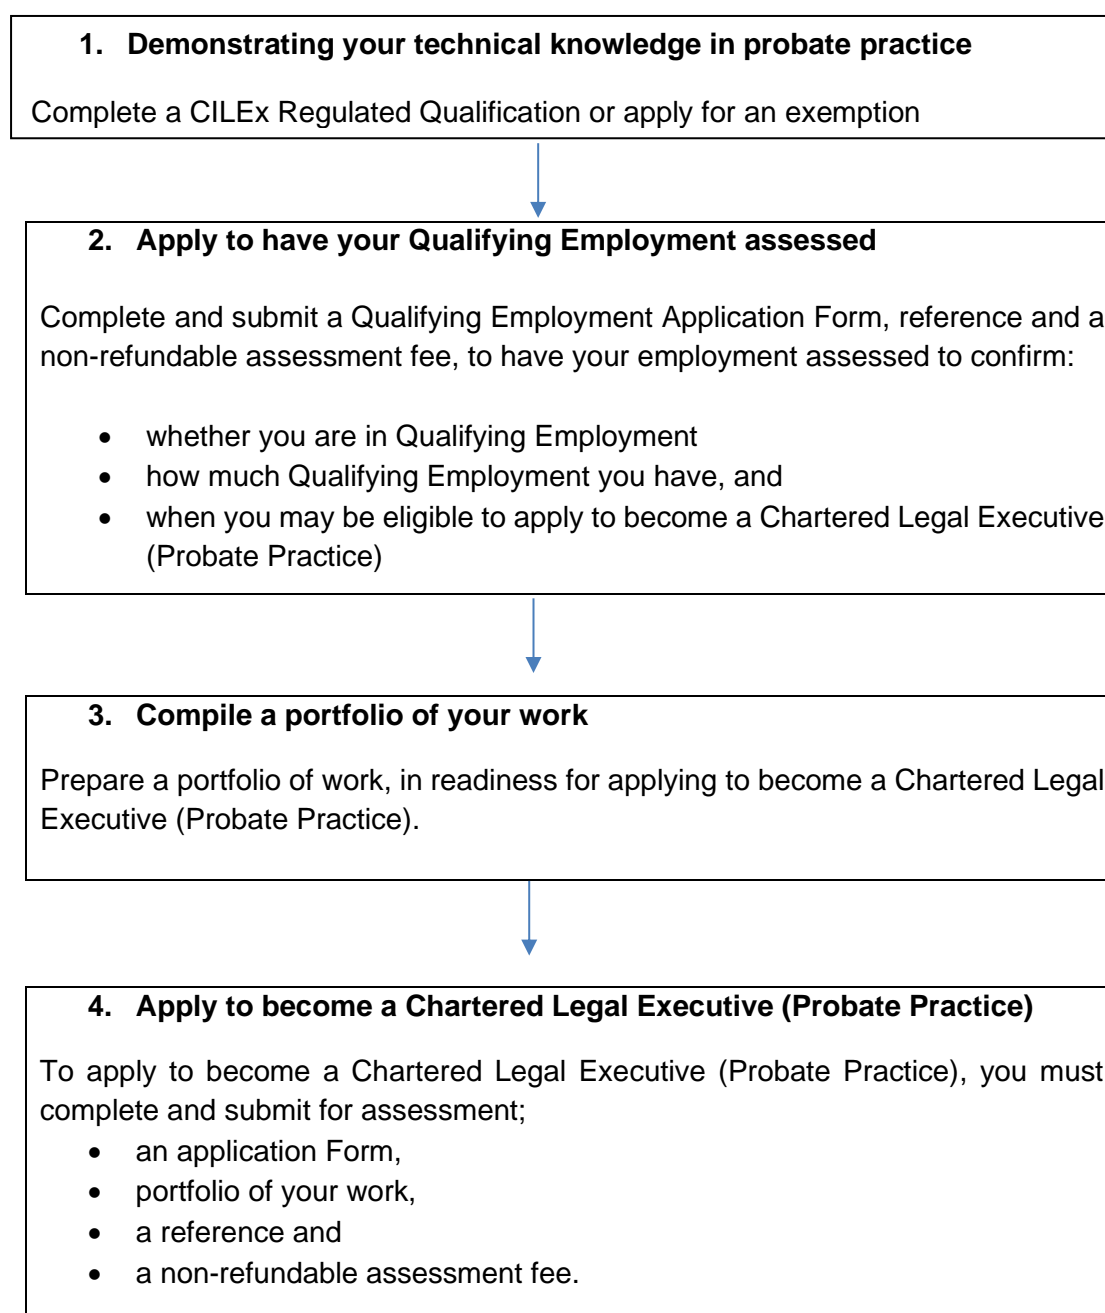 1. Demonstrating your technical knowledge in probate practice
Complete a CILEx Regulated Qualification or apply for an exemption
2. Apply to have your Qualifying Employment assessed
Complete and submit a Qualifying Employment Application Form, reference and a
non-refundable assessment fee, to have your employment assessed to confirm:
• whether you are in Qualifying Employment
• how much Qualifying Employment you have, and
• when you may be eligible to apply to become a Chartered Legal Executive
(Probate Practice)
3. Compile a portfolio of your work
Prepare a portfolio of work, in readiness for applying to become a Chartered Legal
Executive (Probate Practice).
4. Apply to become a Chartered Legal Executive (Probate Practice)
To apply to become a Chartered Legal Executive (Probate Practice), you must
complete and submit for assessment;
• an application Form,
• portfolio of your work,
• a reference and
• a non-refundable assessment fee.